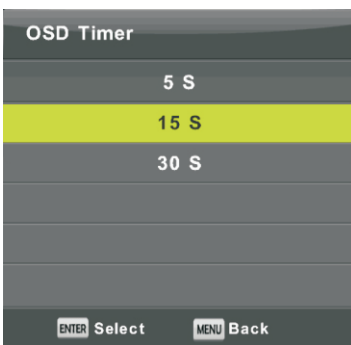 OSD Timer
5 S
15 S
30 S
ENTER Select MENU Back